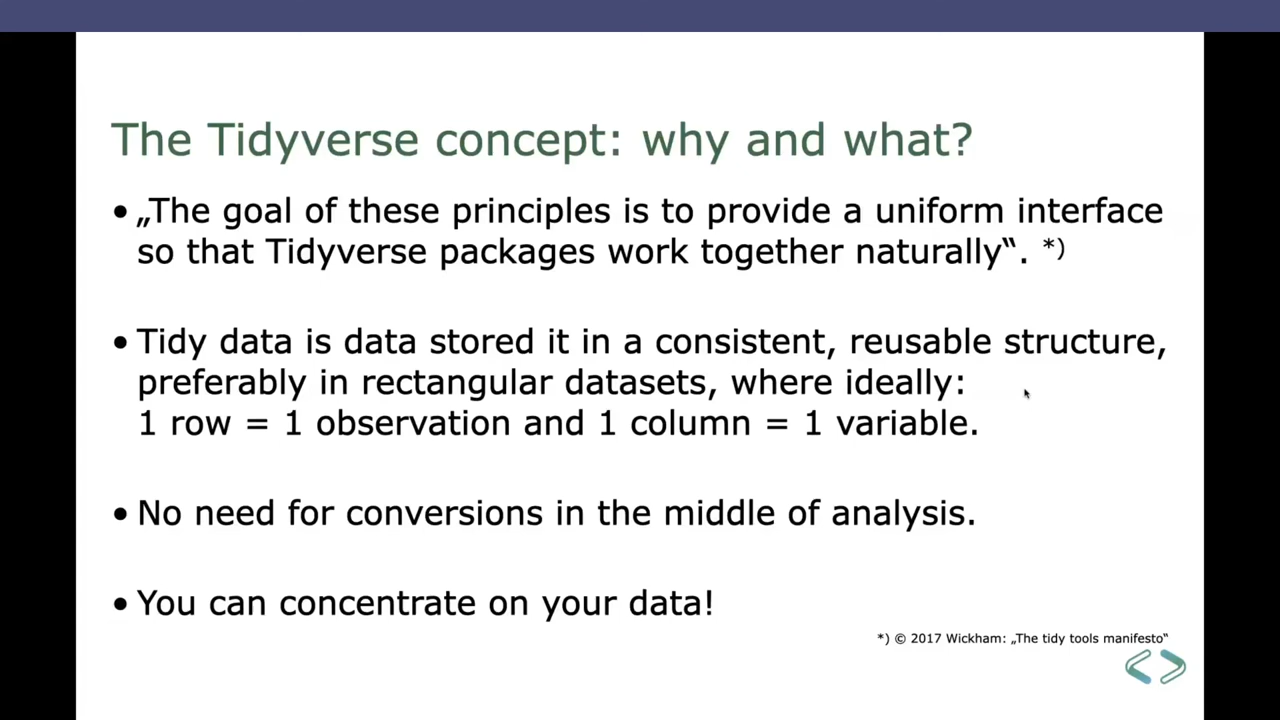 The Tidyverse concept: why and what?
• „The goal of these principles is to provide a uniform interface
so that Tidyverse packages work together naturally“. *)
• Tidy data is data stored it in a consistent, reusable structure,
preferably in rectangular datasets, where ideally:
1 row = 1 observation and 1 column = 1 variable.
• No need for conversions in the middle of analysis.
• You can concentrate on your data!
*) © 2017 Wickham: „The tidy tools manifesto“